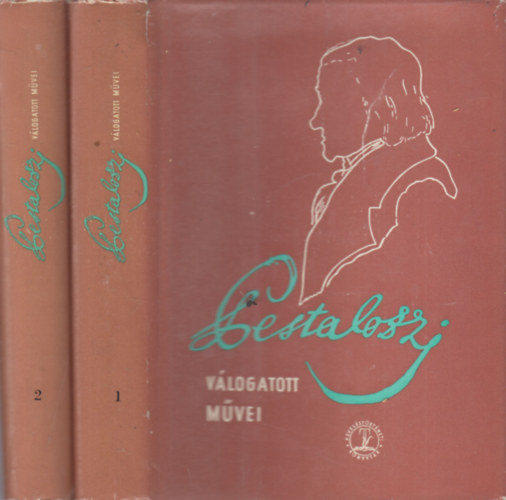 VÁLOGATOTT MŰVEI
Pestalozzi
2
VÁLOGATOTT MŰVEI
Pestalozzi
1
Pestalozzi
VÁLOGATOTT
MŰVEI